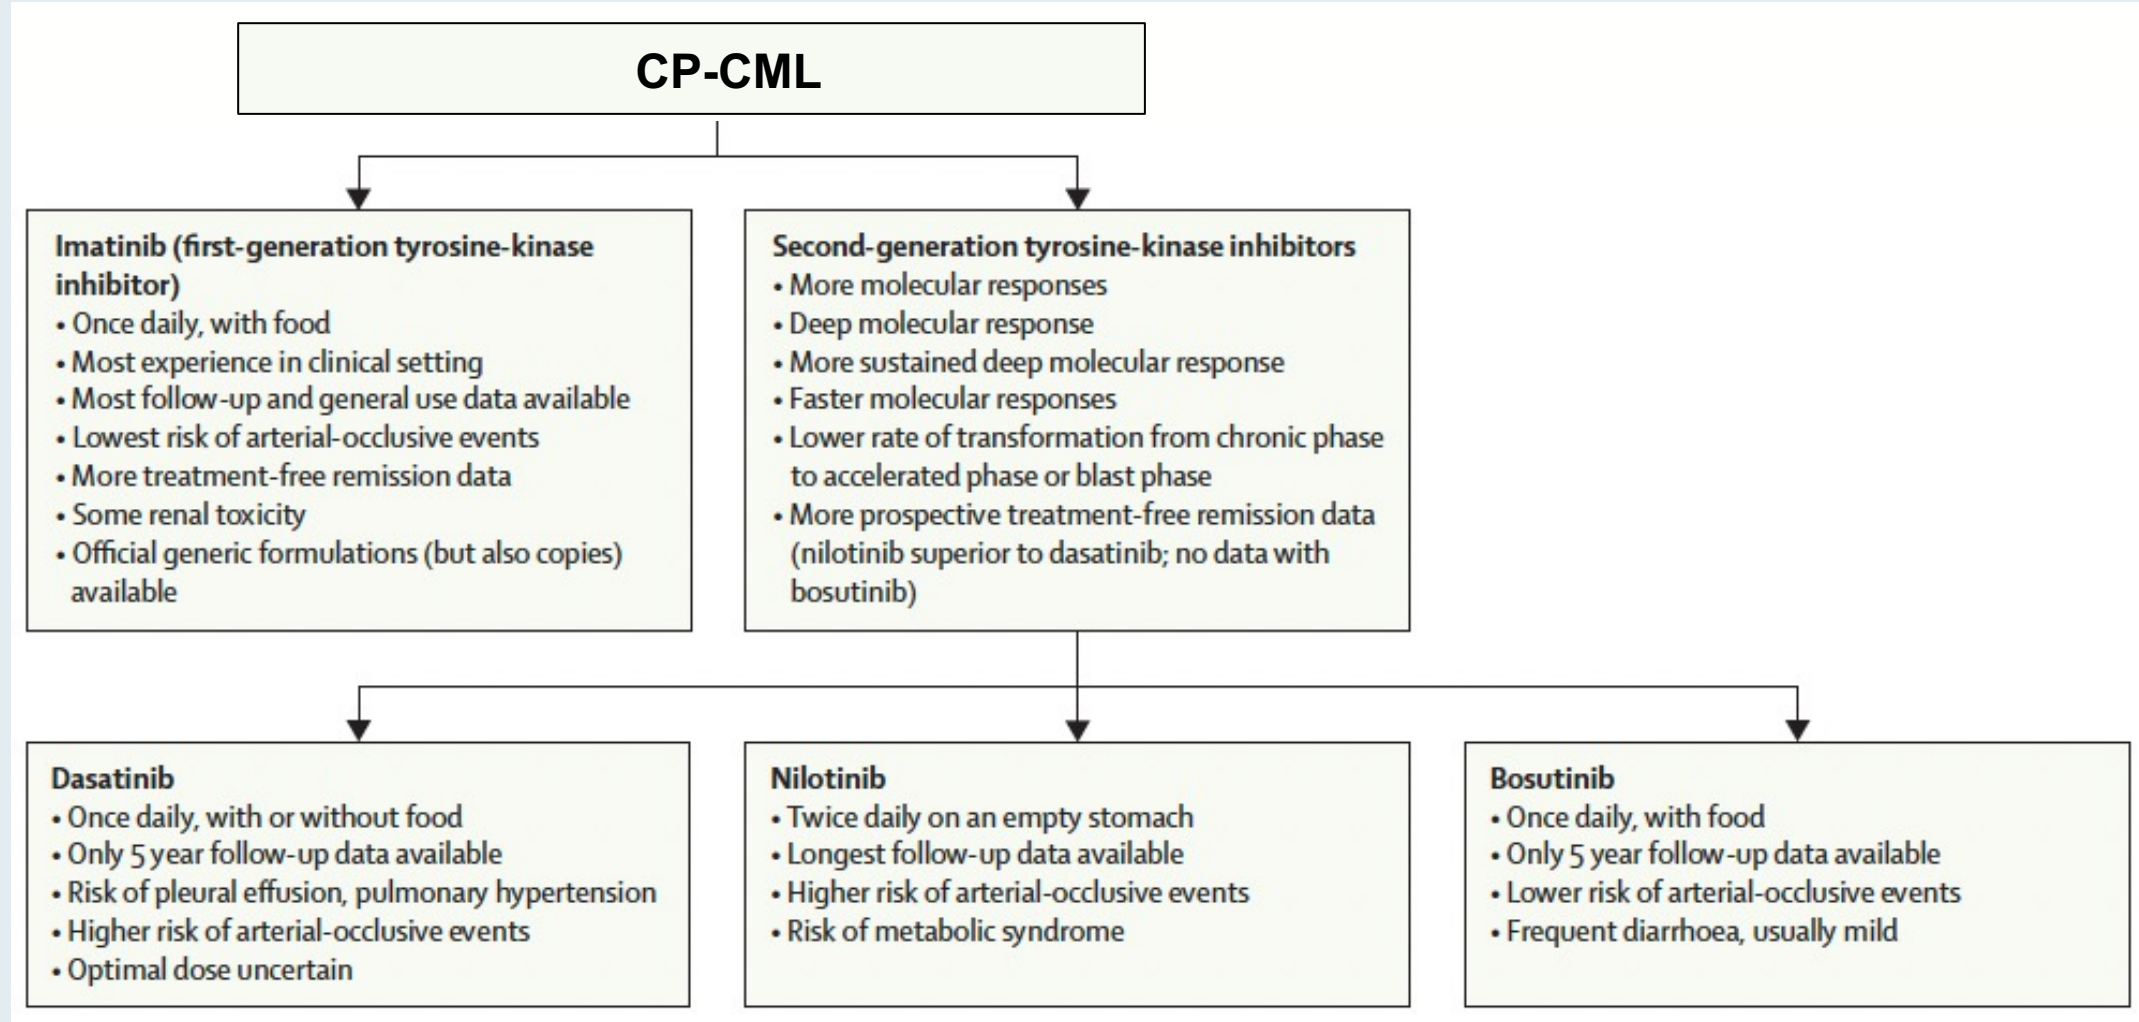 CP-CML
Imatinib (first-generation tyrosine-kinase
inhibitor)
• Once daily, with food
• Most experience in clinical setting
• Most follow-up and general use data available
• Lowest risk of arterial-occlusive events
• More treatment-free remission data
• Some renal toxicity
• Official generic formulations (but also copies)
available
Second-generation tyrosine-kinase inhibitors
• More molecular responses
• Deep molecular response
• More sustained deep molecular response
• Faster molecular responses
• Lower rate of transformation from chronic phase
to accelerated phase or blast phase
• More prospective treatment-free remission data
(nilotinib superior to dasatinib; no data with
bosutinib)
Dasatinib
• Once daily, with or without food
• Only 5 year follow-up data available
• Risk of pleural effusion, pulmonary hypertension
• Higher risk of arterial-occlusive events
• Optimal dose uncertain
Nilotinib
• Twice daily on an empty stomach
• Longest follow-up data available
• Higher risk of arterial-occlusive events
• Risk of metabolic syndrome
Bosutinib
• Once daily, with food
• Only 5 year follow-up data available
• Lower risk of arterial-occlusive events
• Frequent diarrhoea, usually mild